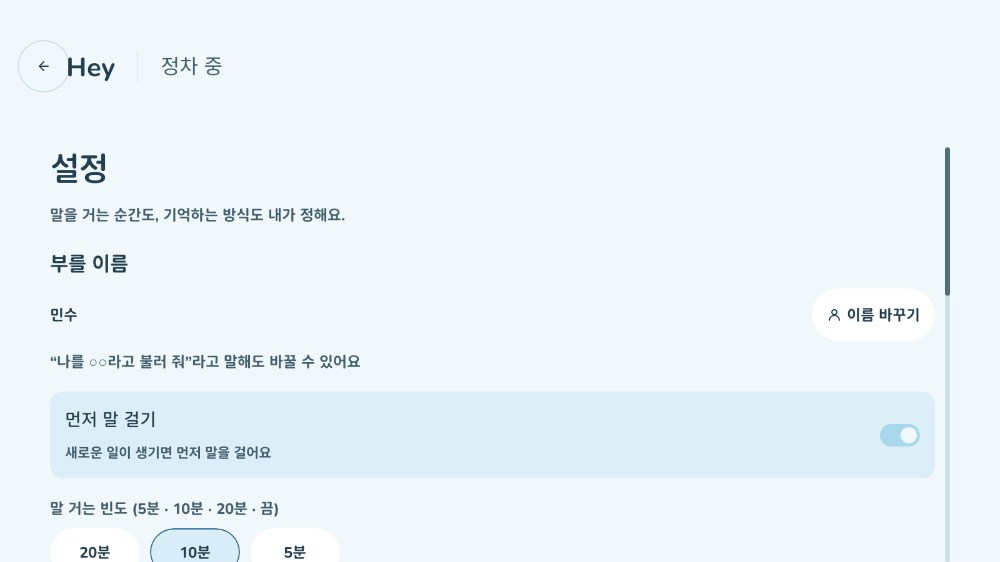 Hey
정차 중
설정
말을 거는 순간도, 기억하는 방식도 내가 정해요.
부를 이름
민수
이름 바꾸기
“나를 ○○라고 불러 줘”라고 말해도 바꿀 수 있어요
먼저 말 걸기
새로운 일이 생기면 먼저 말을 걸어요
말 거는 빈도 (5분 · 10분 · 20분 · 끔)
20분
10분
5분